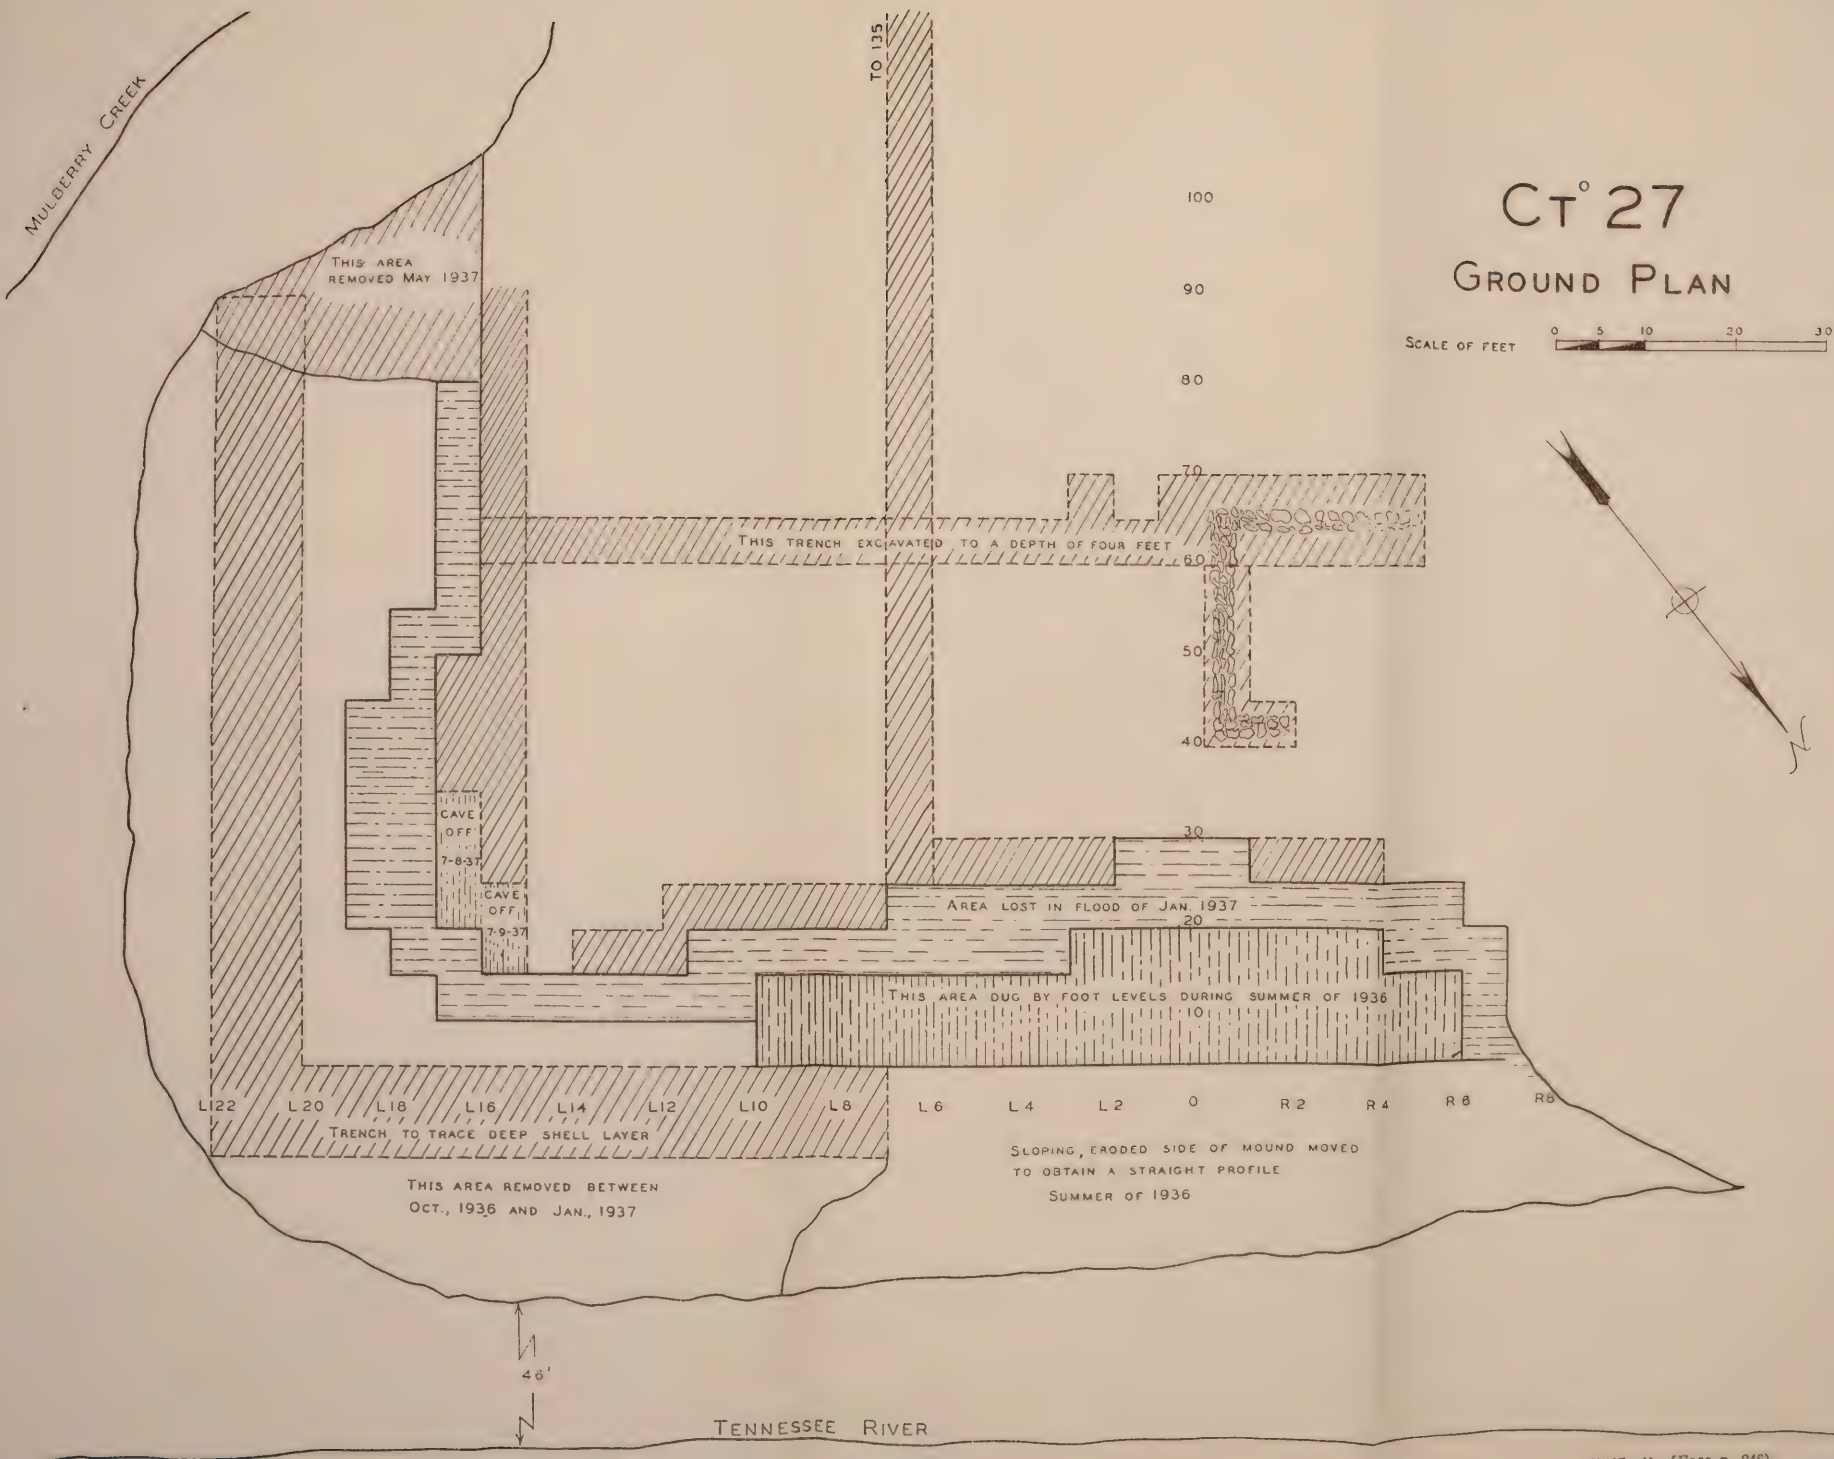 Ct° 27
Ground Plan
Scale of Feet
0 5 10 20 30
N
Mulberry Creek
To 135
This area
removed May 1937
100
90
80
70
60
50
40
30
20
10
This trench excavated to a depth of four feet
Cave
off
7-8-37
Cave
off
7-9-37
Area lost in flood of Jan. 1937
This area dug by foot levels during summer of 1936
L22 L20 L18 L16 L14 L12 L10 L8 L6 L4 L2 0 R2 R4 R6 R8
Trench to trace deep shell layer
This area removed between
Oct., 1936 and Jan., 1937
Sloping, eroded side of mound moved
to obtain a straight profile
Summer of 1936
46'
Tennessee River